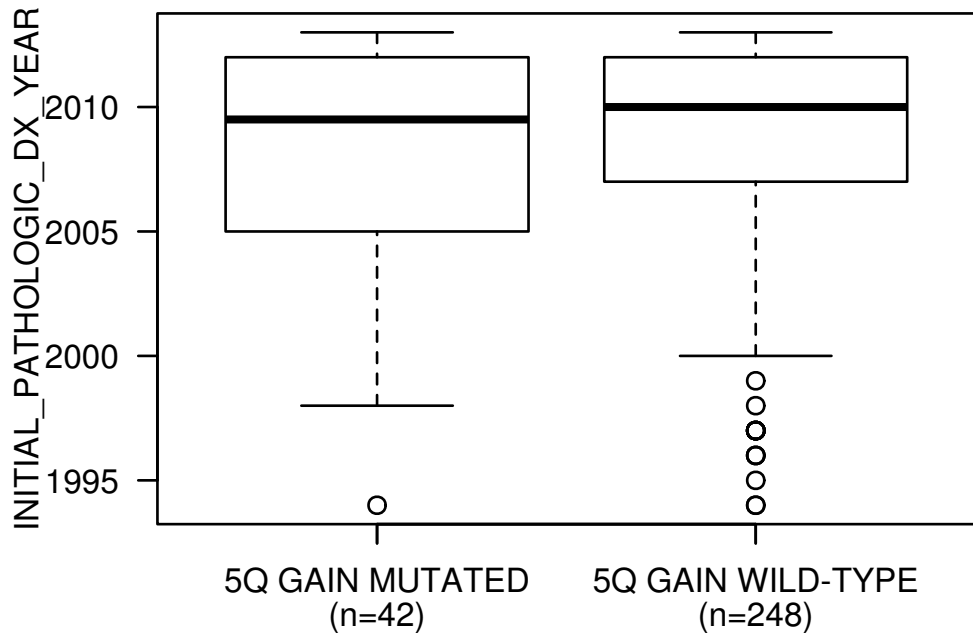 INITIAL_PATHOLOGIC_DX_YEAR
2010
2005
2000
1995
5Q GAIN MUTATED
(n=42)
5Q GAIN WILD-TYPE
(n=248)